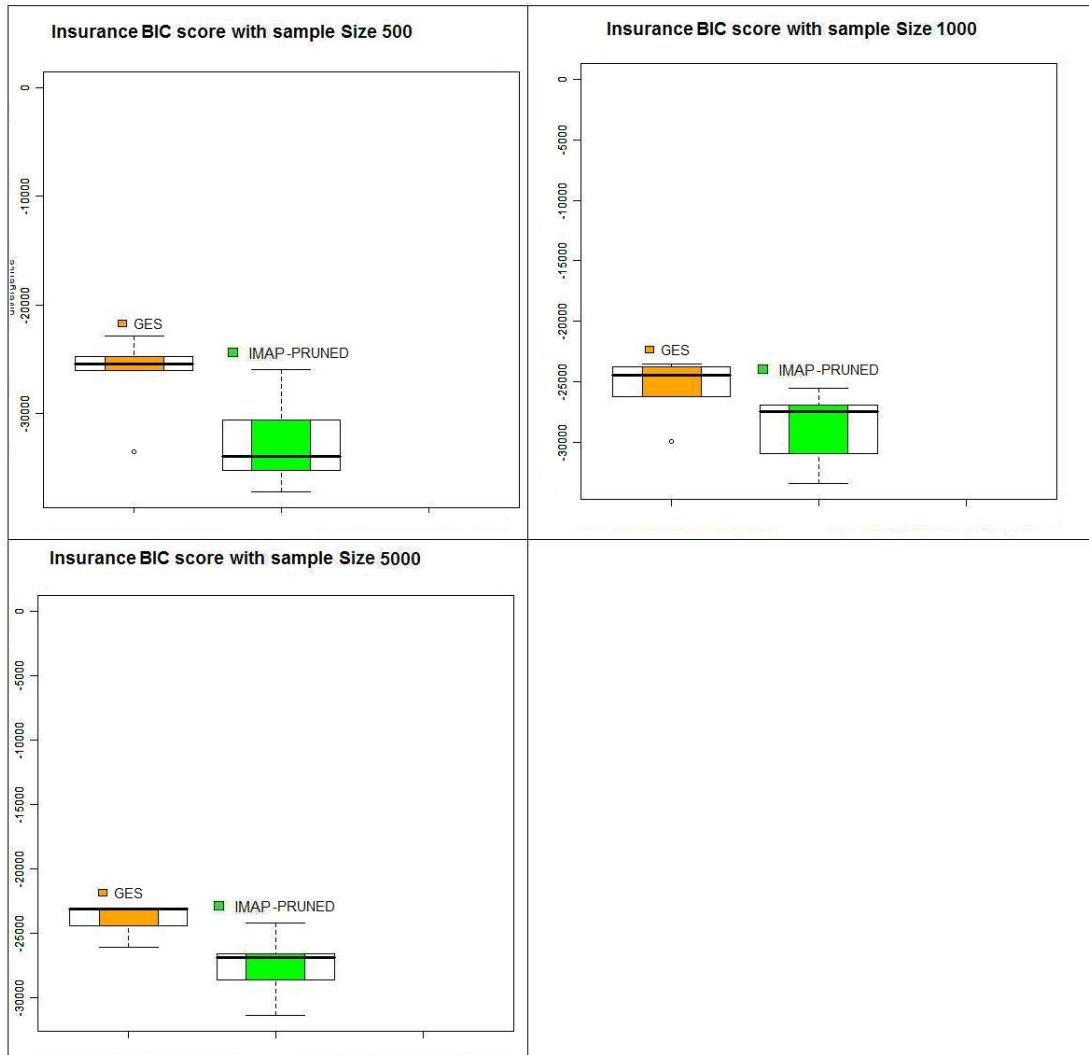 Insurance BIC score with sample Size 500
0
-10000
-20000
-30000
divergence
GES
IMAP-PRUNED
Insurance BIC score with sample Size 1000
0
-5000
-10000
-15000
-20000
-25000
-30000
GES
IMAP-PRUNED
Insurance BIC score with sample Size 5000
0
-5000
-10000
-15000
-20000
-25000
-30000
GES
IMAP-PRUNED